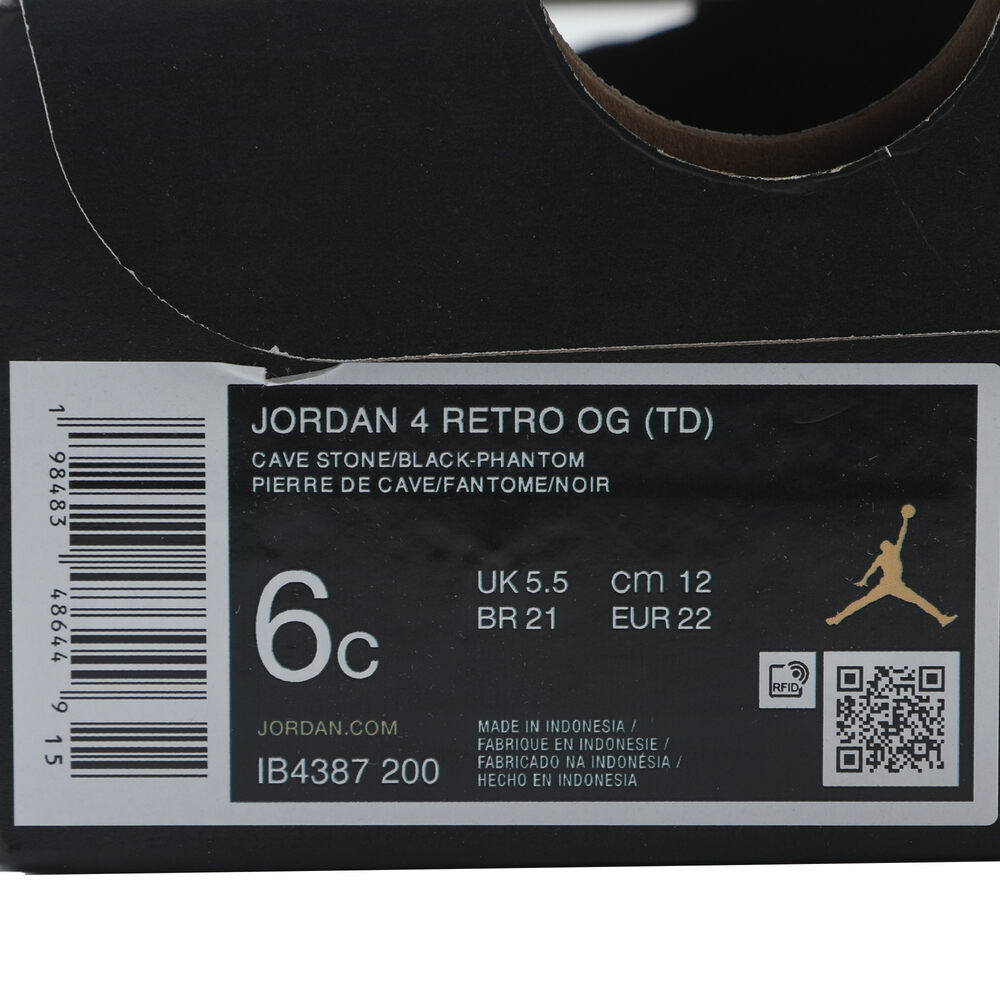 JORDAN 4 RETRO OG (TD)
CAVE STONE/BLACK-PHANTOM
PIERRE DE CAVE/FANTOME/NOIR
6C
UK 5.5 cm 12
BR 21 EUR 22
RFID
JORDAN.COM
IB4387 200
MADE IN INDONESIA /
FABRIQUE EN INDONESIE /
FABRICADO NA INDONÉSIA /
HECHO EN INDONESIA
1 98483 48644 9 15